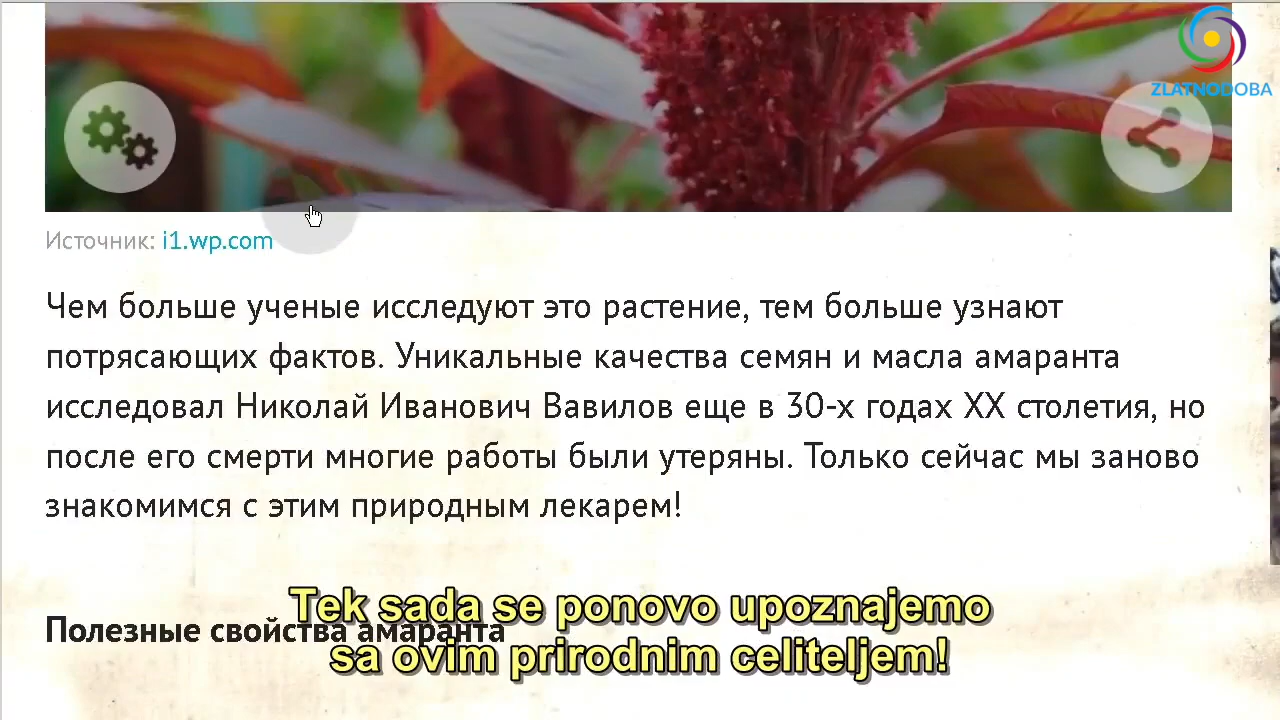 ZLATNODOBA
Источник: i1.wp.com
Чем больше ученые исследуют это растение, тем больше узнают
потрясающих фактов. Уникальные качества семян и масла амаранта
исследовал Николай Иванович Вавилов еще в 30-х годах XX столетия, но
после его смерти многие работы были утеряны. Только сейчас мы заново
знакомимся с этим природным лекарем!
Полезные свойства амаранта
Tek sada se ponovo upoznajemo
sa ovim prirodnim celiteljem!